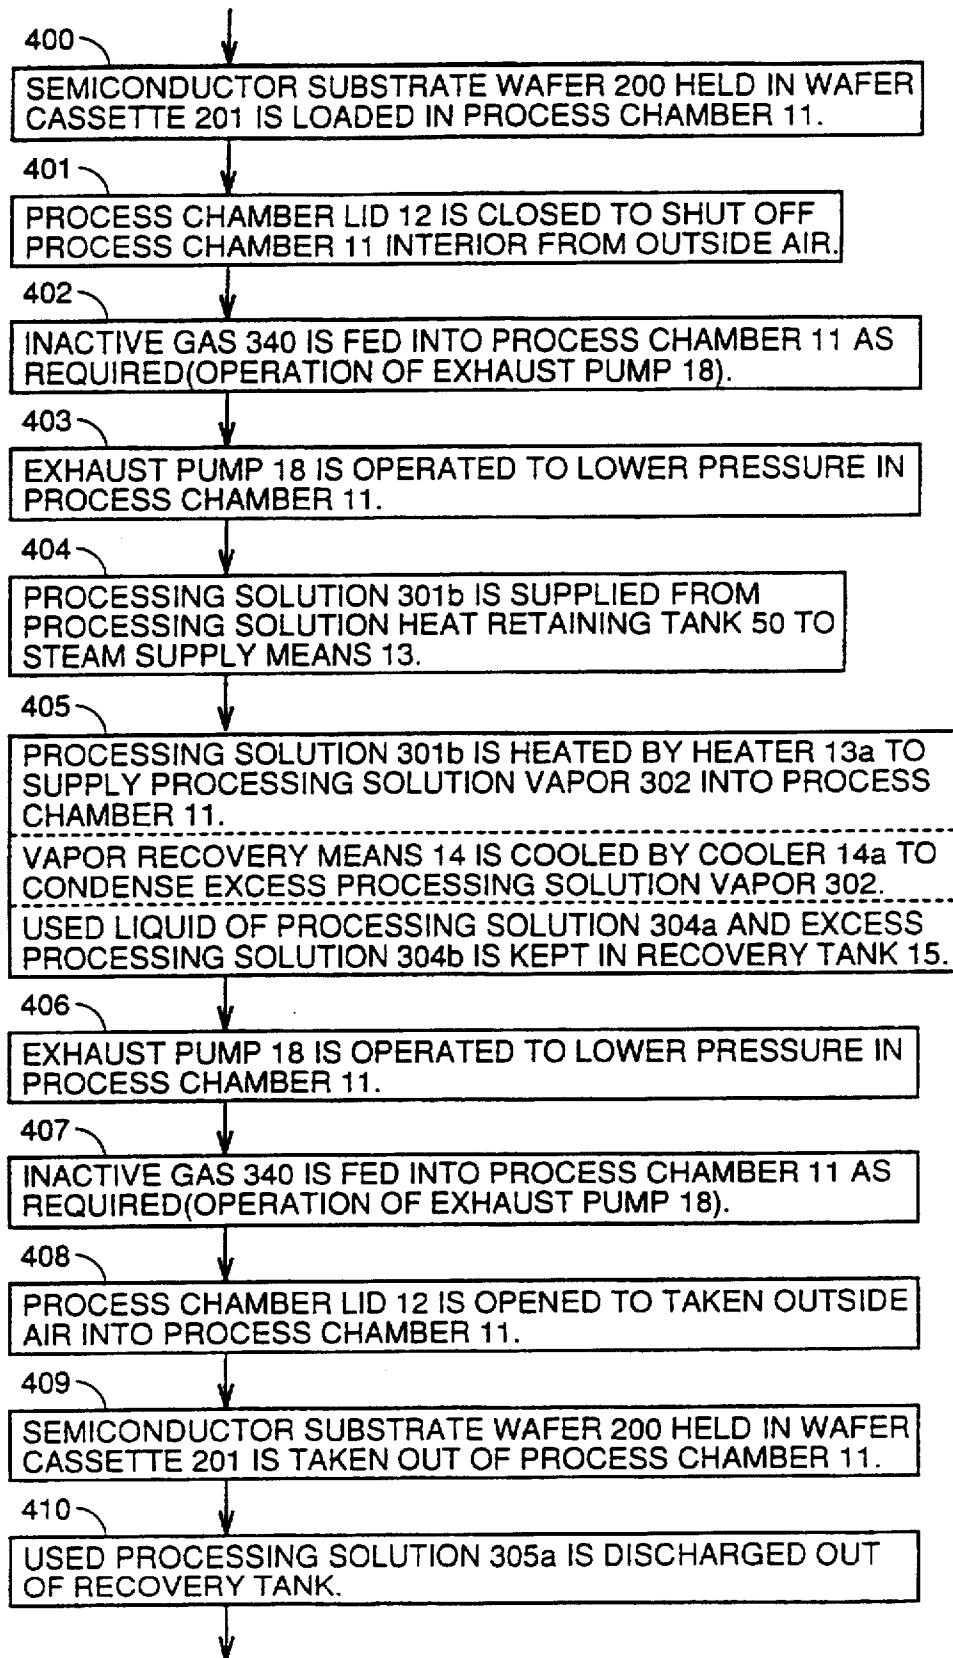 400
SEMICONDUCTOR SUBSTRATE WAFER 200 HELD IN WAFER
CASSETTE 201 IS LOADED IN PROCESS CHAMBER 11.
401
PROCESS CHAMBER LID 12 IS CLOSED TO SHUT OFF
PROCESS CHAMBER 11 INTERIOR FROM OUTSIDE AIR.
402
INACTIVE GAS 340 IS FED INTO PROCESS CHAMBER 11 AS
REQUIRED(OPERATION OF EXHAUST PUMP 18).
403
EXHAUST PUMP 18 IS OPERATED TO LOWER PRESSURE IN
PROCESS CHAMBER 11.
404
PROCESSING SOLUTION 301b IS SUPPLIED FROM
PROCESSING SOLUTION HEAT RETAINING TANK 50 TO
STEAM SUPPLY MEANS 13.
405
PROCESSING SOLUTION 301b IS HEATED BY HEATER 13a TO
SUPPLY PROCESSING SOLUTION VAPOR 302 INTO PROCESS
CHAMBER 11.
VAPOR RECOVERY MEANS 14 IS COOLED BY COOLER 14a TO
CONDENSE EXCESS PROCESSING SOLUTION VAPOR 302.
USED LIQUID OF PROCESSING SOLUTION 304a AND EXCESS
PROCESSING SOLUTION 304b IS KEPT IN RECOVERY TANK 15.
406
EXHAUST PUMP 18 IS OPERATED TO LOWER PRESSURE IN
PROCESS CHAMBER 11.
407
INACTIVE GAS 340 IS FED INTO PROCESS CHAMBER 11 AS
REQUIRED(OPERATION OF EXHAUST PUMP 18).
408
PROCESS CHAMBER LID 12 IS OPENED TO TAKEN OUTSIDE
AIR INTO PROCESS CHAMBER 11.
409
SEMICONDUCTOR SUBSTRATE WAFER 200 HELD IN WAFER
CASSETTE 201 IS TAKEN OUT OF PROCESS CHAMBER 11.
410
USED PROCESSING SOLUTION 305a IS DISCHARGED OUT
OF RECOVERY TANK.